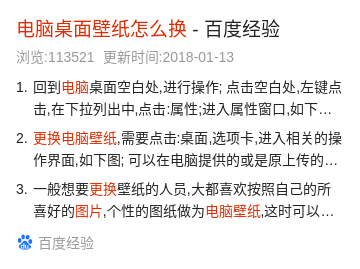 电脑桌面壁纸怎么换 - 百度经验
浏览:113521 更新时间:2018-01-13
1. 回到电脑桌面空白处,进行操作; 点击空白处,左键点
击,在下拉列出中,点击:属性;进入属性窗口,如下…
2. 更换电脑壁纸,需要点击:桌面,选项卡,进入相关的操
作界面,如下图; 可以在电脑提供的或是原上传的…
3. 一般想要更换壁纸的人员,大都喜欢按照自己的所
喜好的图片,个性的图纸做为电脑壁纸,这时可以…
百度经验